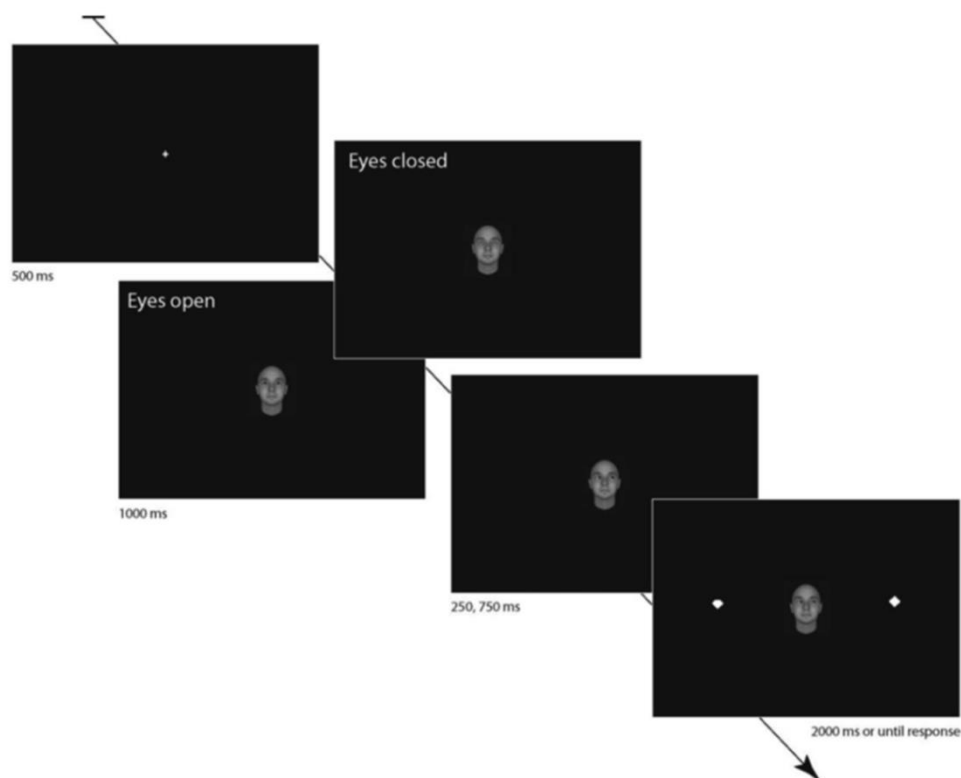 500 ms
Eyes closed
Eyes open
1000 ms
250, 750 ms
2000 ms or until response